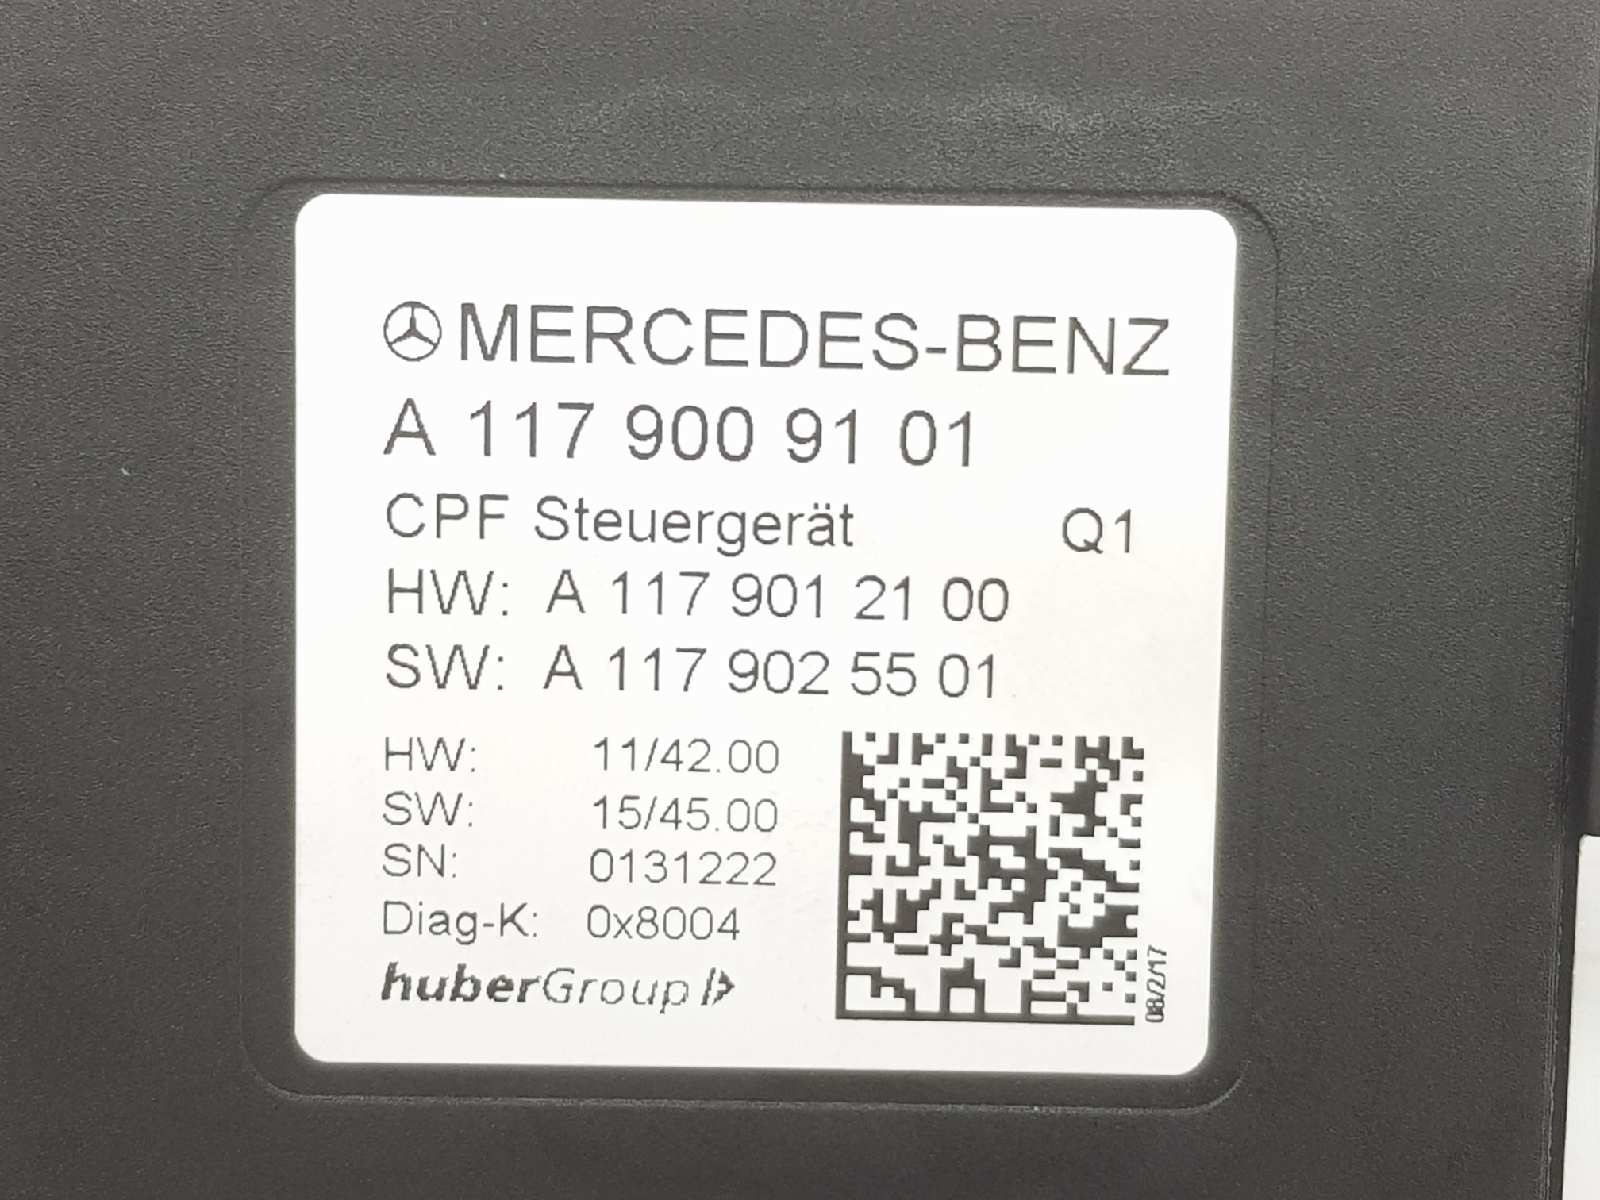 MERCEDES-BENZ
A 117 900 91 01
CPF Steuergerät Q1
HW: A 117 901 21 00
SW: A 117 902 55 01
HW: 11/42.00
SW: 15/45.00
SN: 0131222
Diag-K: 0x8004
huberGroup
08/2/17